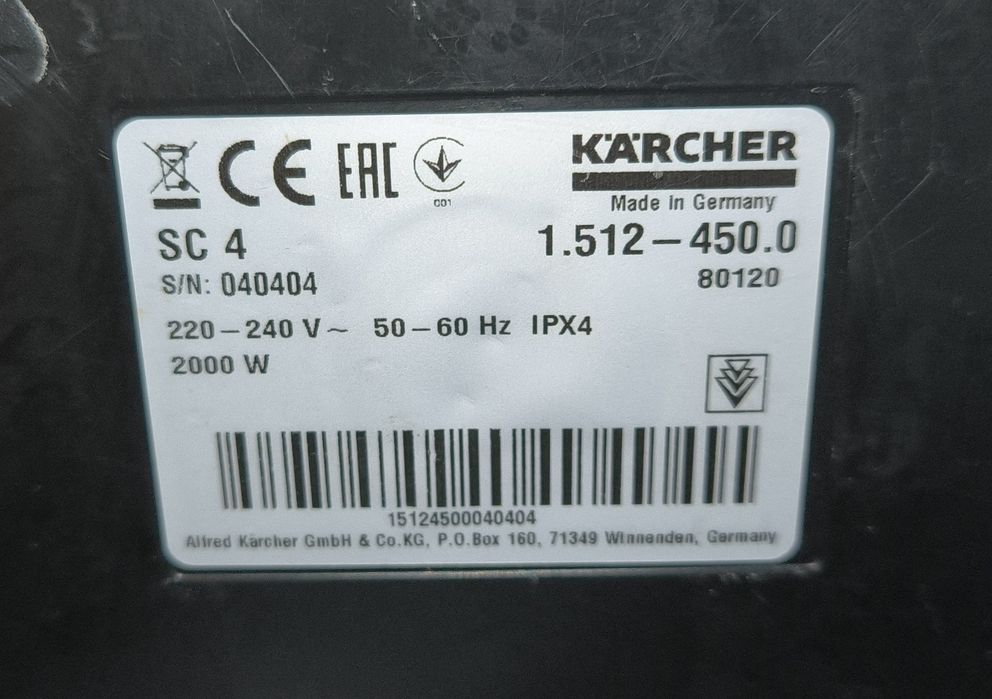 CE EAC 001 KÄRCHER
Made in Germany
SC 4 1.512-450.0
S/N: 040404 80120
220-240 V~ 50-60 Hz IPX4
2000 W
15124500040404
Alfred Kärcher GmbH & Co.KG, P.O.Box 160, 71349 Winnenden, Germany